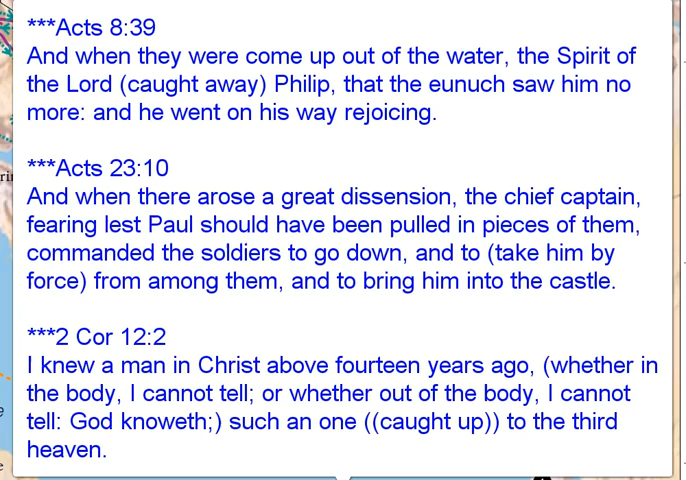 ***Acts 8:39
And when they were come up out of the water, the Spirit of
the Lord (caught away) Philip, that the eunuch saw him no
more: and he went on his way rejoicing.
***Acts 23:10
And when there arose a great dissension, the chief captain,
fearing lest Paul should have been pulled in pieces of them,
commanded the soldiers to go down, and to (take him by
force) from among them, and to bring him into the castle.
***2 Cor 12:2
I knew a man in Christ above fourteen years ago, (whether in
the body, I cannot tell; or whether out of the body, I cannot
tell: God knoweth;) such an one ((caught up)) to the third
heaven.